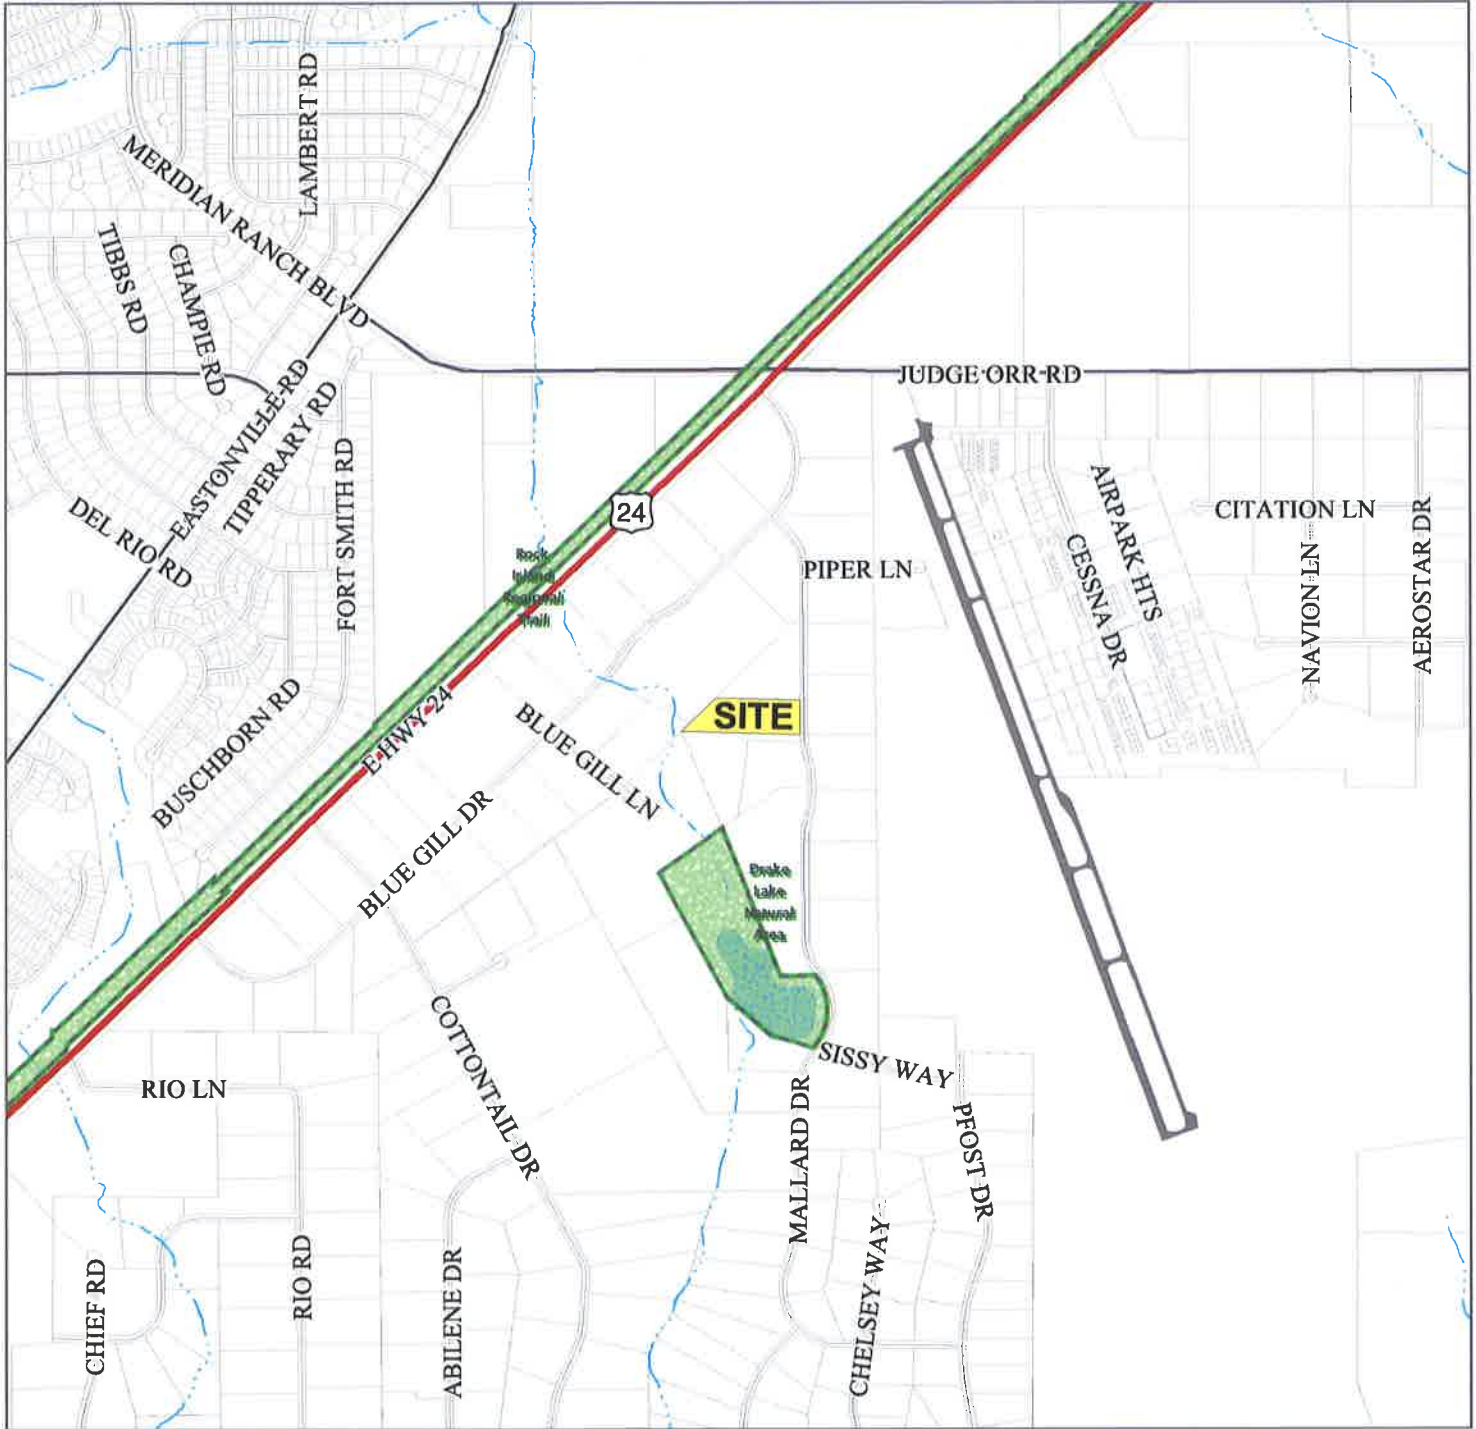 LAMBERT RD
MERIDIAN RANCH BLVD
TIBBS RD
CHAMPIE RD
JUDGE ORR RD
EASTONVILLE RD
TIPPERARY RD
FORT SMITH RD
DEL RIO RD
24
AIRPARK HTS
CITATION LN
CESSNA DR
NAVION LN
AEROSTAR DR
Rock
Island
Regional
Trail
PIPER LN
BUSCHBORN RD
E HWY 24
SITE
BLUE GILL LN
BLUE GILL DR
Drake
Lake
Natural
Area
COTTONTAIL DR
SISSY WAY
RIO LN
MALLARD DR
PFOST DR
CHIEF RD
RIO RD
ABILENE DR
CHELSEY WAY